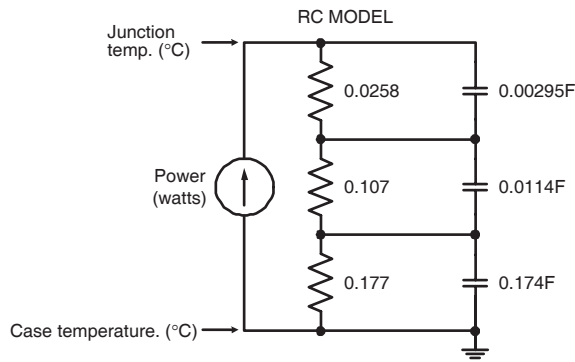 RC MODEL
Junction
temp. (°C)
0.0258
0.00295F
Power
(watts)
0.107
0.0114F
0.177
0.174F
Case temperature. (°C)